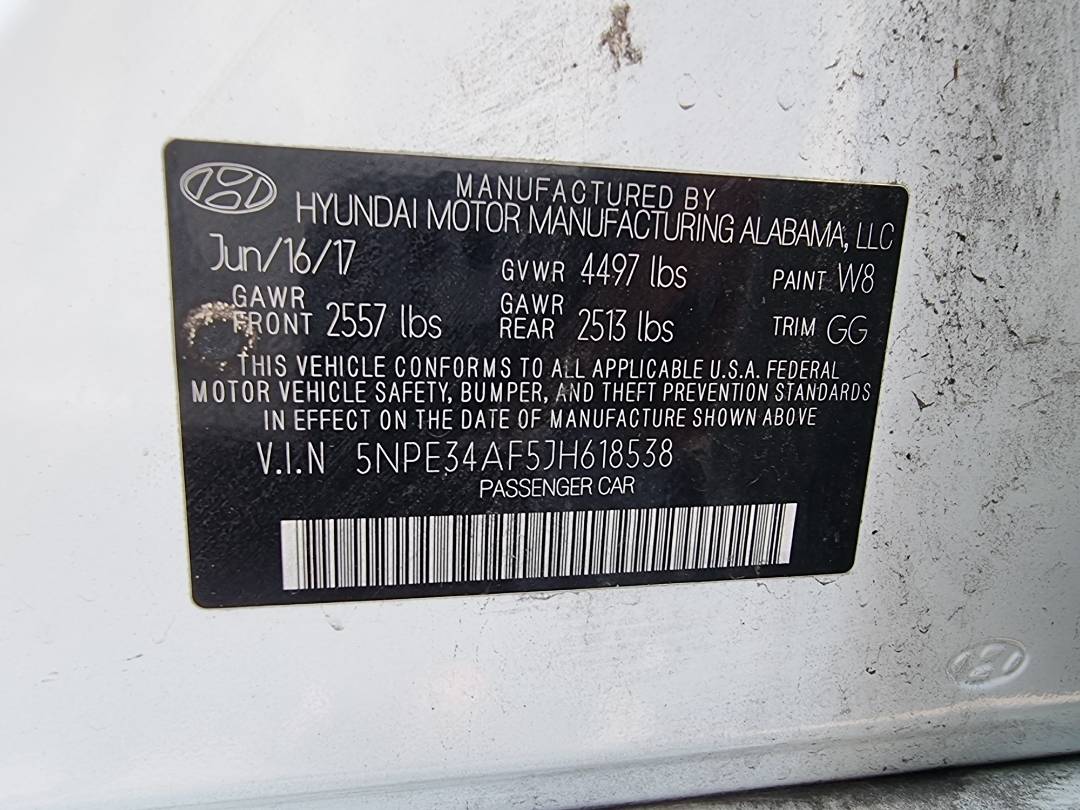 MANUFACTURED BY
HYUNDAI MOTOR MANUFACTURING ALABAMA, LLC
Jun/16/17 GVWR 4497 lbs PAINT W8
GAWR FRONT 2557 lbs GAWR REAR 2513 lbs TRIM GG
THIS VEHICLE CONFORMS TO ALL APPLICABLE U.S.A. FEDERAL
MOTOR VEHICLE SAFETY, BUMPER, AND THEFT PREVENTION STANDARDS
IN EFFECT ON THE DATE OF MANUFACTURE SHOWN ABOVE
V.I.N 5NPE34AF5JH618538
PASSENGER CAR